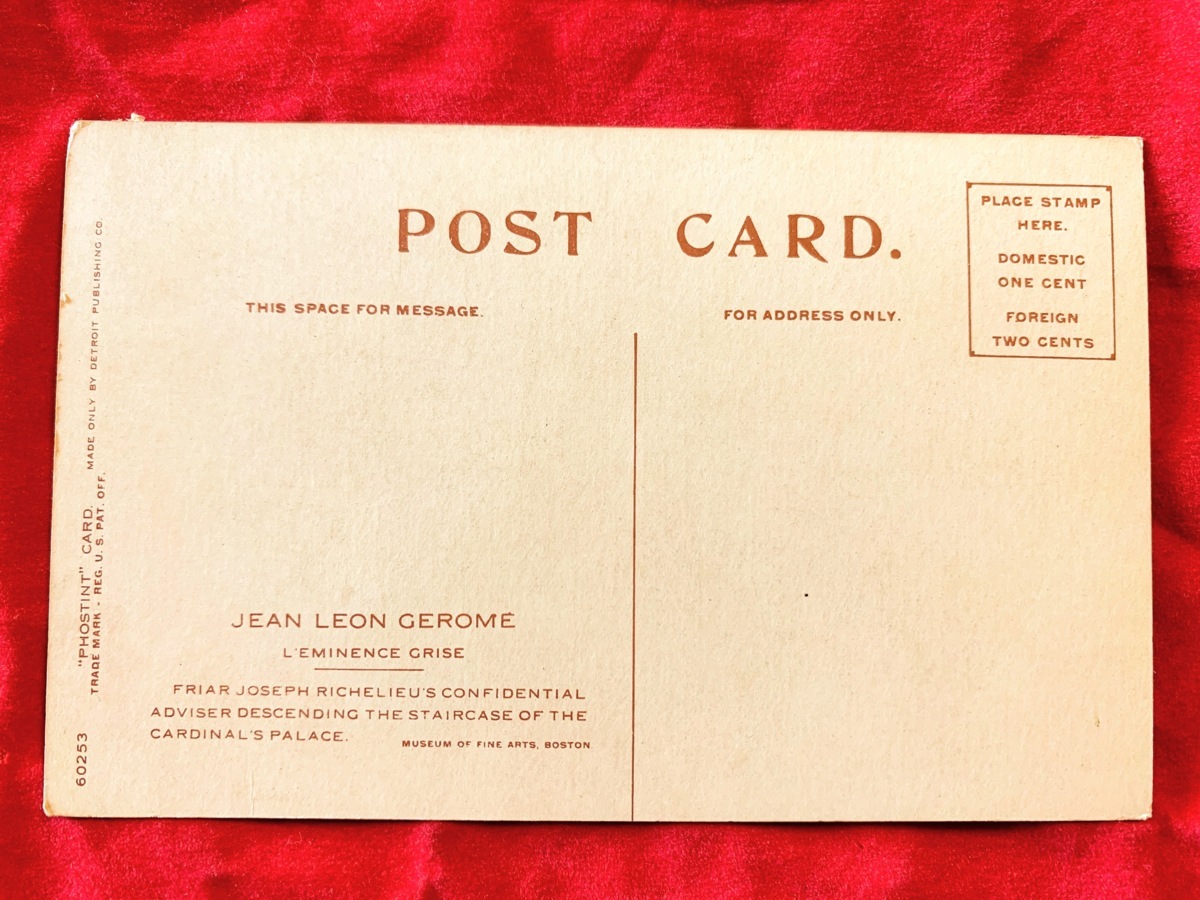 POST CARD.
THIS SPACE FOR MESSAGE.
FOR ADDRESS ONLY.
PLACE STAMP
HERE.
DOMESTIC
ONE CENT
FOREIGN
TWO CENTS
"PHOSTINT" CARD. MADE ONLY BY DETROIT PUBLISHING CO.
TRADE MARK - REG. U. S. PAT. OFF.
60253
JEAN LEON GEROMÉ
L'EMINENCE GRISE
FRIAR JOSEPH RICHELIEU'S CONFIDENTIAL
ADVISER DESCENDING THE STAIRCASE OF THE
CARDINAL'S PALACE.
MUSEUM OF FINE ARTS, BOSTON